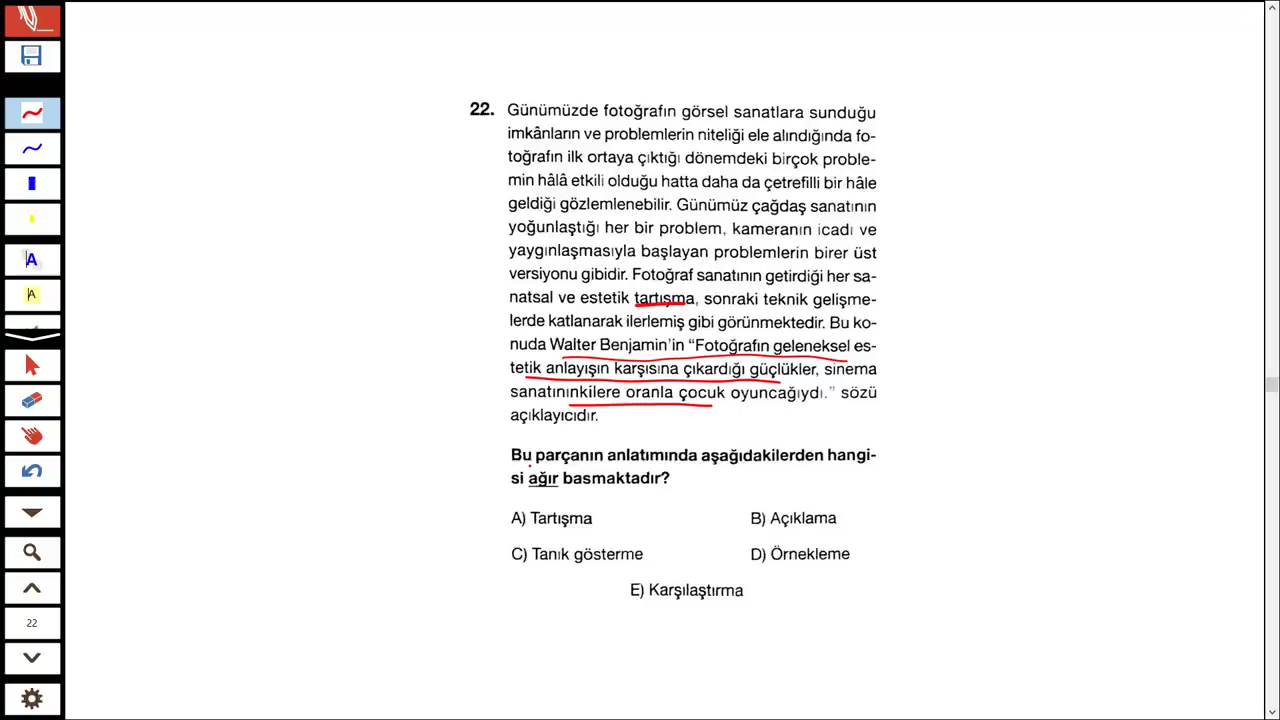 22. Günümüzde fotoğrafın görsel sanatlara sunduğu
imkânların ve problemlerin niteliği ele alındığında fo-
toğrafın ilk ortaya çıktığı dönemdeki birçok proble-
min hâlâ etkili olduğu hatta daha da çetrefilli bir hâle
geldiği gözlemlenebilir. Günümüz çağdaş sanatının
yoğunlaştığı her bir problem, kameranın icadı ve
yaygınlaşmasıyla başlayan problemlerin birer üst
versiyonu gibidir. Fotoğraf sanatının getirdiği her sa-
natsal ve estetik tartışma, sonraki teknik gelişme-
lerde katlanarak ilerlemiş gibi görünmektedir. Bu ko-
nuda Walter Benjamin'in “Fotoğrafın geleneksel es-
tetik anlayışın karşısına çıkardığı güçlükler, sinema
sanatınınkilere oranla çocuk oyuncağıydı.” sözü
açıklayıcıdır.
Bu parçanın anlatımında aşağıdakilerden hangi-
si ağır basmaktadır?
A) Tartışma B) Açıklama
C) Tanık gösterme D) Örnekleme
E) Karşılaştırma
A
A
22